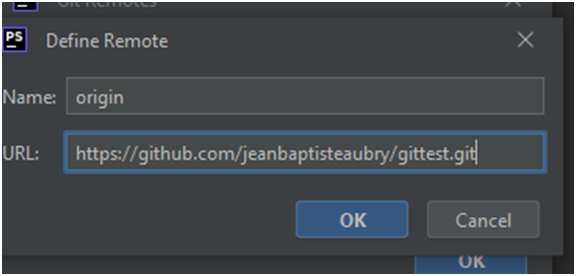 Git Remotes
PS
Define Remote
Name: origin
URL: https://github.com/jeanbaptisteaubry/gittest.git
OK Cancel
OK